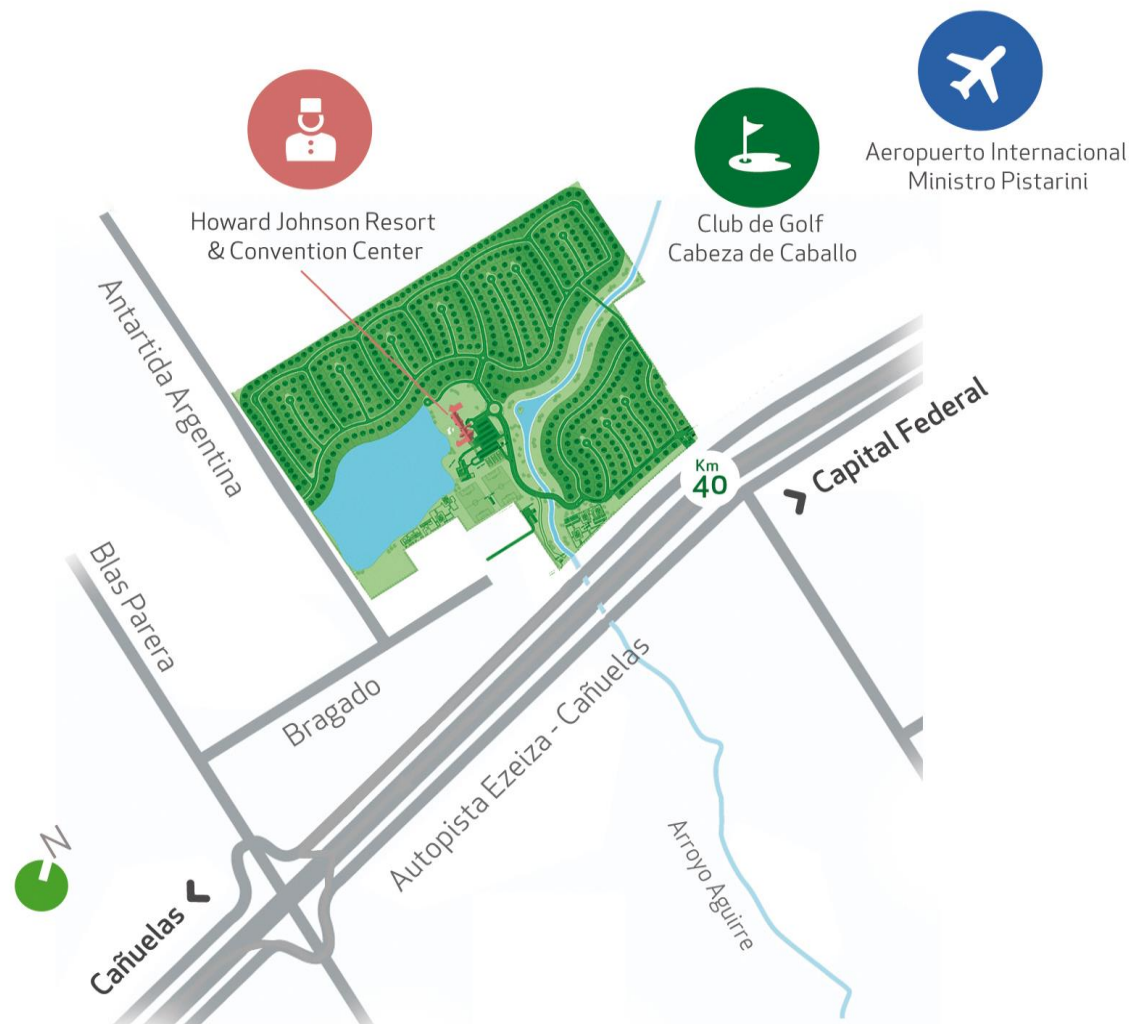 Aeropuerto Internacional
Ministro Pistarini
Howard Johnson Resort
& Convention Center
Club de Golf
Cabeza de Caballo
Antartida Argentina
Capital Federal
Km
40
Blas Parera
Bragado
Autopista Ezeiza - Cañuelas
Arroyo Aguirre
N
Cañuelas